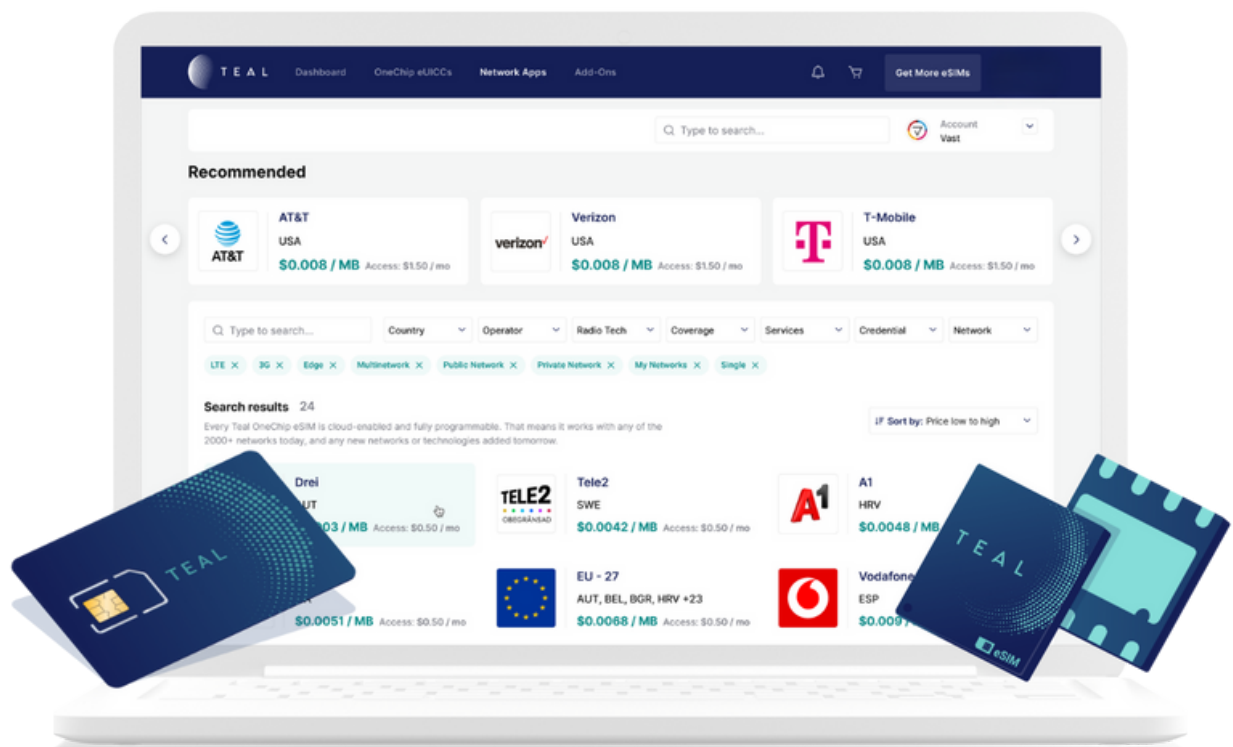 TEAL
Dashboard
OneChip eUICCs
Network Apps
Add-Ons
Get More eSIMs
Type to search...
Account
Vast
Recommended
AT&T
AT&T
USA
$0.008 / MB Access: $1.50 / mo
verizon
Verizon
USA
$0.008 / MB Access: $1.50 / mo
T
T-Mobile
USA
$0.008 / MB Access: $1.50 / mo
Type to search...
Country
Operator
Radio Tech
Coverage
Services
Credential
Network
LTE
3G
Edge
Multinetwork
Public Network
Private Network
My Networks
Single
Search results 24
Every Teal OneChip eSIM is cloud-enabled and fully programmable. That means it works with any of the
2000+ networks today, and any new networks or technologies added tomorrow.
Sort by: Price low to high
Drei
/ MB Access: $0.50 / mo
TELE2
OBEGRÄNSAD
Tele2
SWE
$0.0042 / MB Access: $0.50 / mo
A1
A1
HRV
$0.0048 / MB
$0.0051 / MB Access: $0.50 / mo
EU - 27
AUT, BEL, BGR, HRV +23
$0.0068 / MB Access: $0.50 / mo
Vodafone
ESP
$0.009
TEAL
TEAL
eSIM